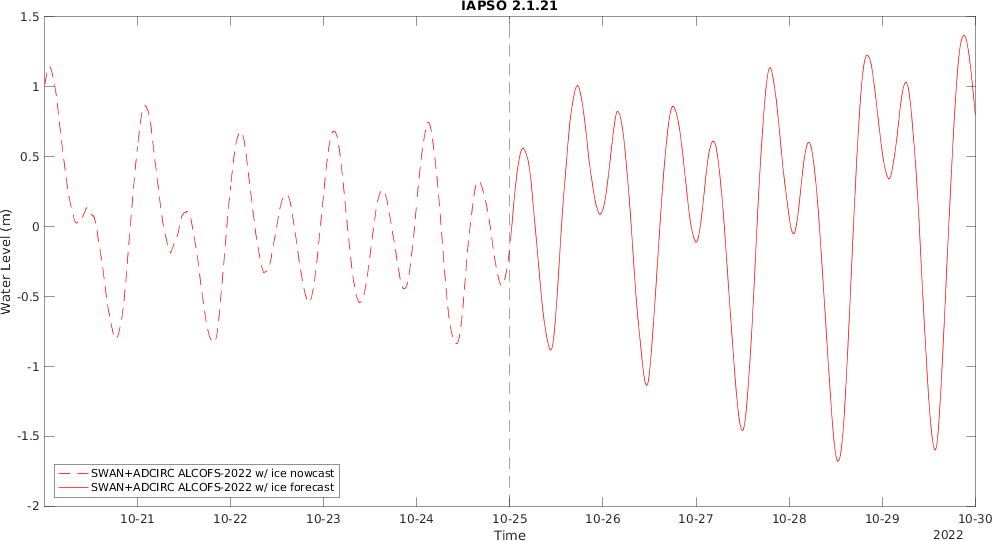 IAPSO 2.1.21
1.5
1
0.5
0
-0.5
-1
-1.5
-2
Water Level (m)
SWAN+ADCIRC ALCOFS-2022 w/ ice nowcast
SWAN+ADCIRC ALCOFS-2022 w/ ice forecast
10-21 10-22 10-23 10-24 10-25 10-26 10-27 10-28 10-29 10-30
Time
2022